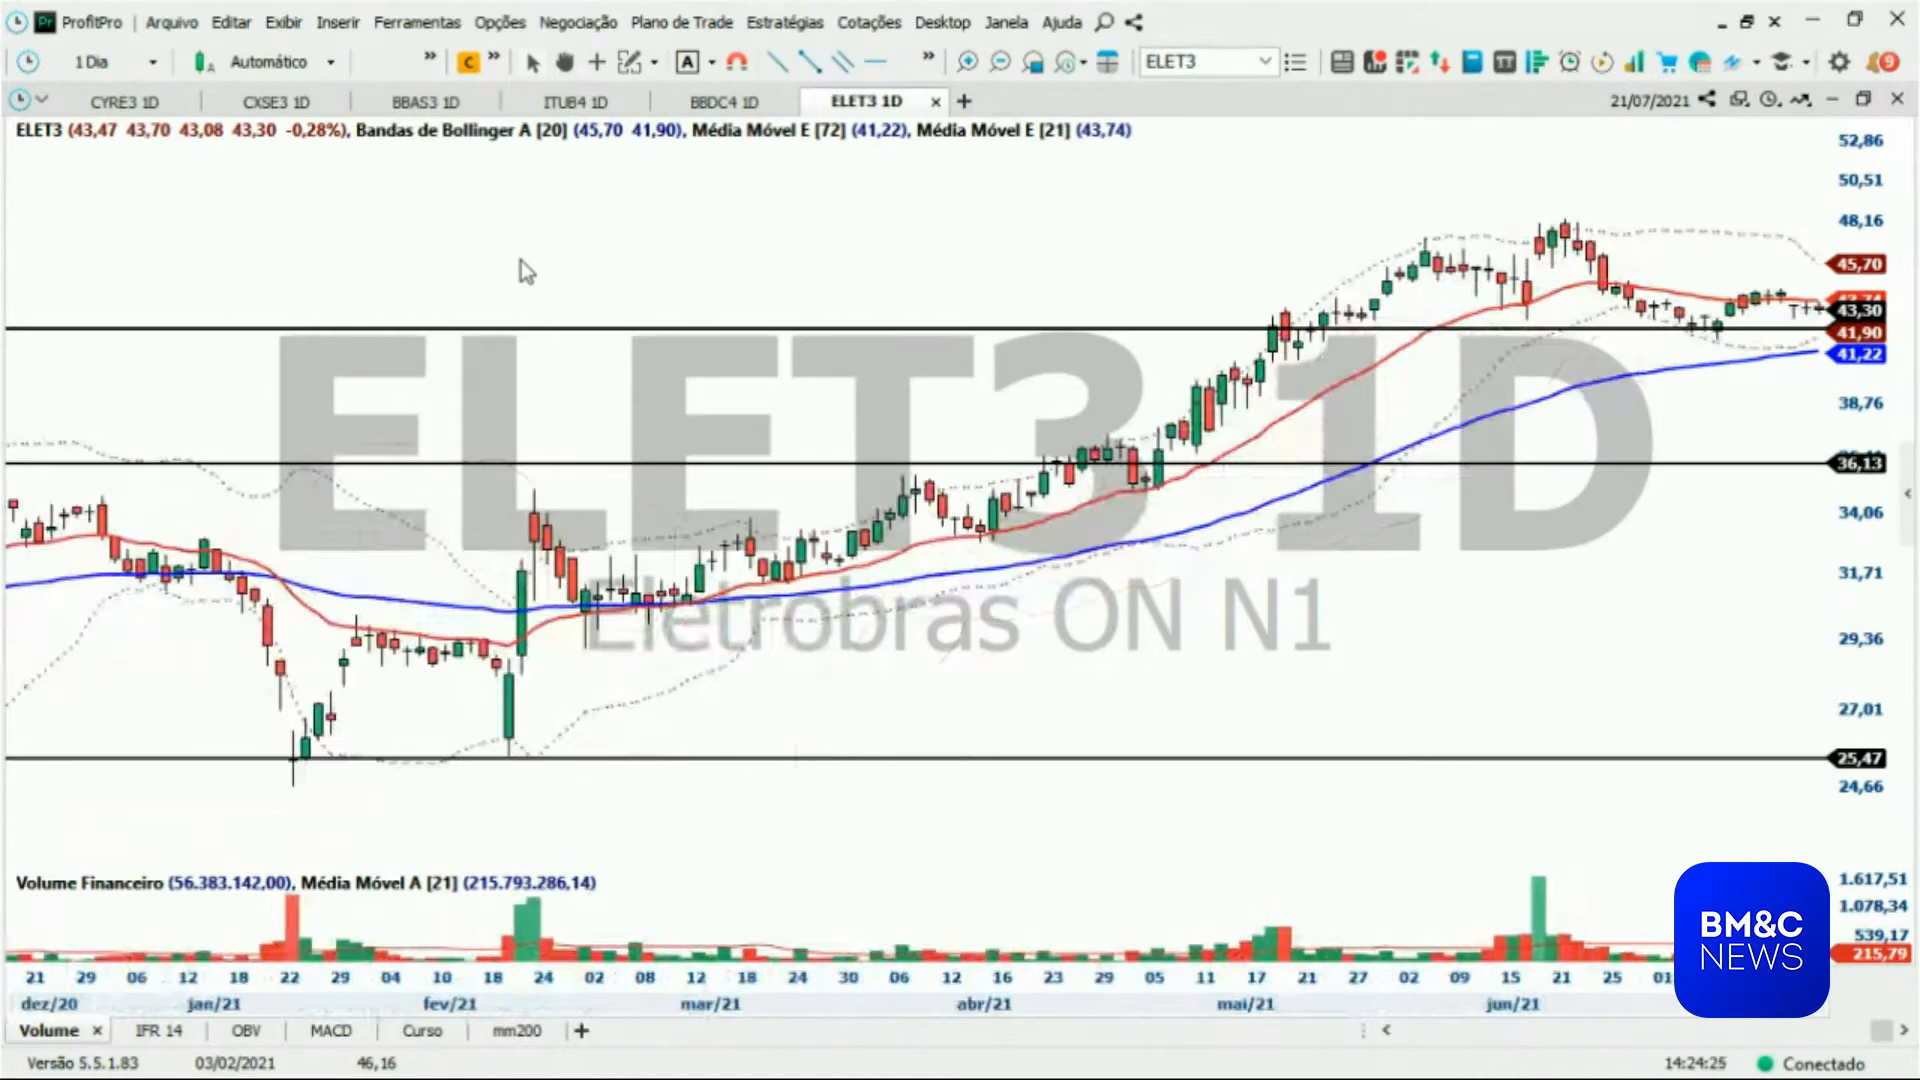 ProfitPro Arquivo Editar Exibir Inserir Ferramentas Opções Negociação Plano de Trade Estratégias Cotações Desktop Janela Ajuda
1 Dia Automático C A ELET3 9
CYRE3 1D CXSE3 1D BBAS3 1D ITUB4 1D BBDC4 1D ELET3 1D 21/07/2021
ELET3 (43,47 43,70 43,08 43,30 -0,28%), Bandas de Bollinger A [20] (45,70 41,90), Média Móvel E [72] (41,22), Média Móvel E [21] (43,74)
52,86
50,51
48,16
45,70
43,30
41,90
41,22
38,76
36,13
34,06
31,71
29,36
27,01
25,47
24,66
ELET3 1D
Eletrobras ON N1
Volume Financeiro (56.383.142,00), Média Móvel A [21] (215.793.286,14)
1.617,51
1.078,34
539,17
215,79
BM&C
NEWS
21 29 06 12 18 22 29 04 10 18 24 02 08 12 18 24 30 06 12 16 23 29 05 11 17 21 27 02 09 15 21 25 01
dez/20 jan/21 fev/21 mar/21 abr/21 mai/21 jun/21
Volume IFR 14 OBV MACD Curso mm200
Versão 5.5.1.83 03/02/2021 46,16 14:24:25 Conectado